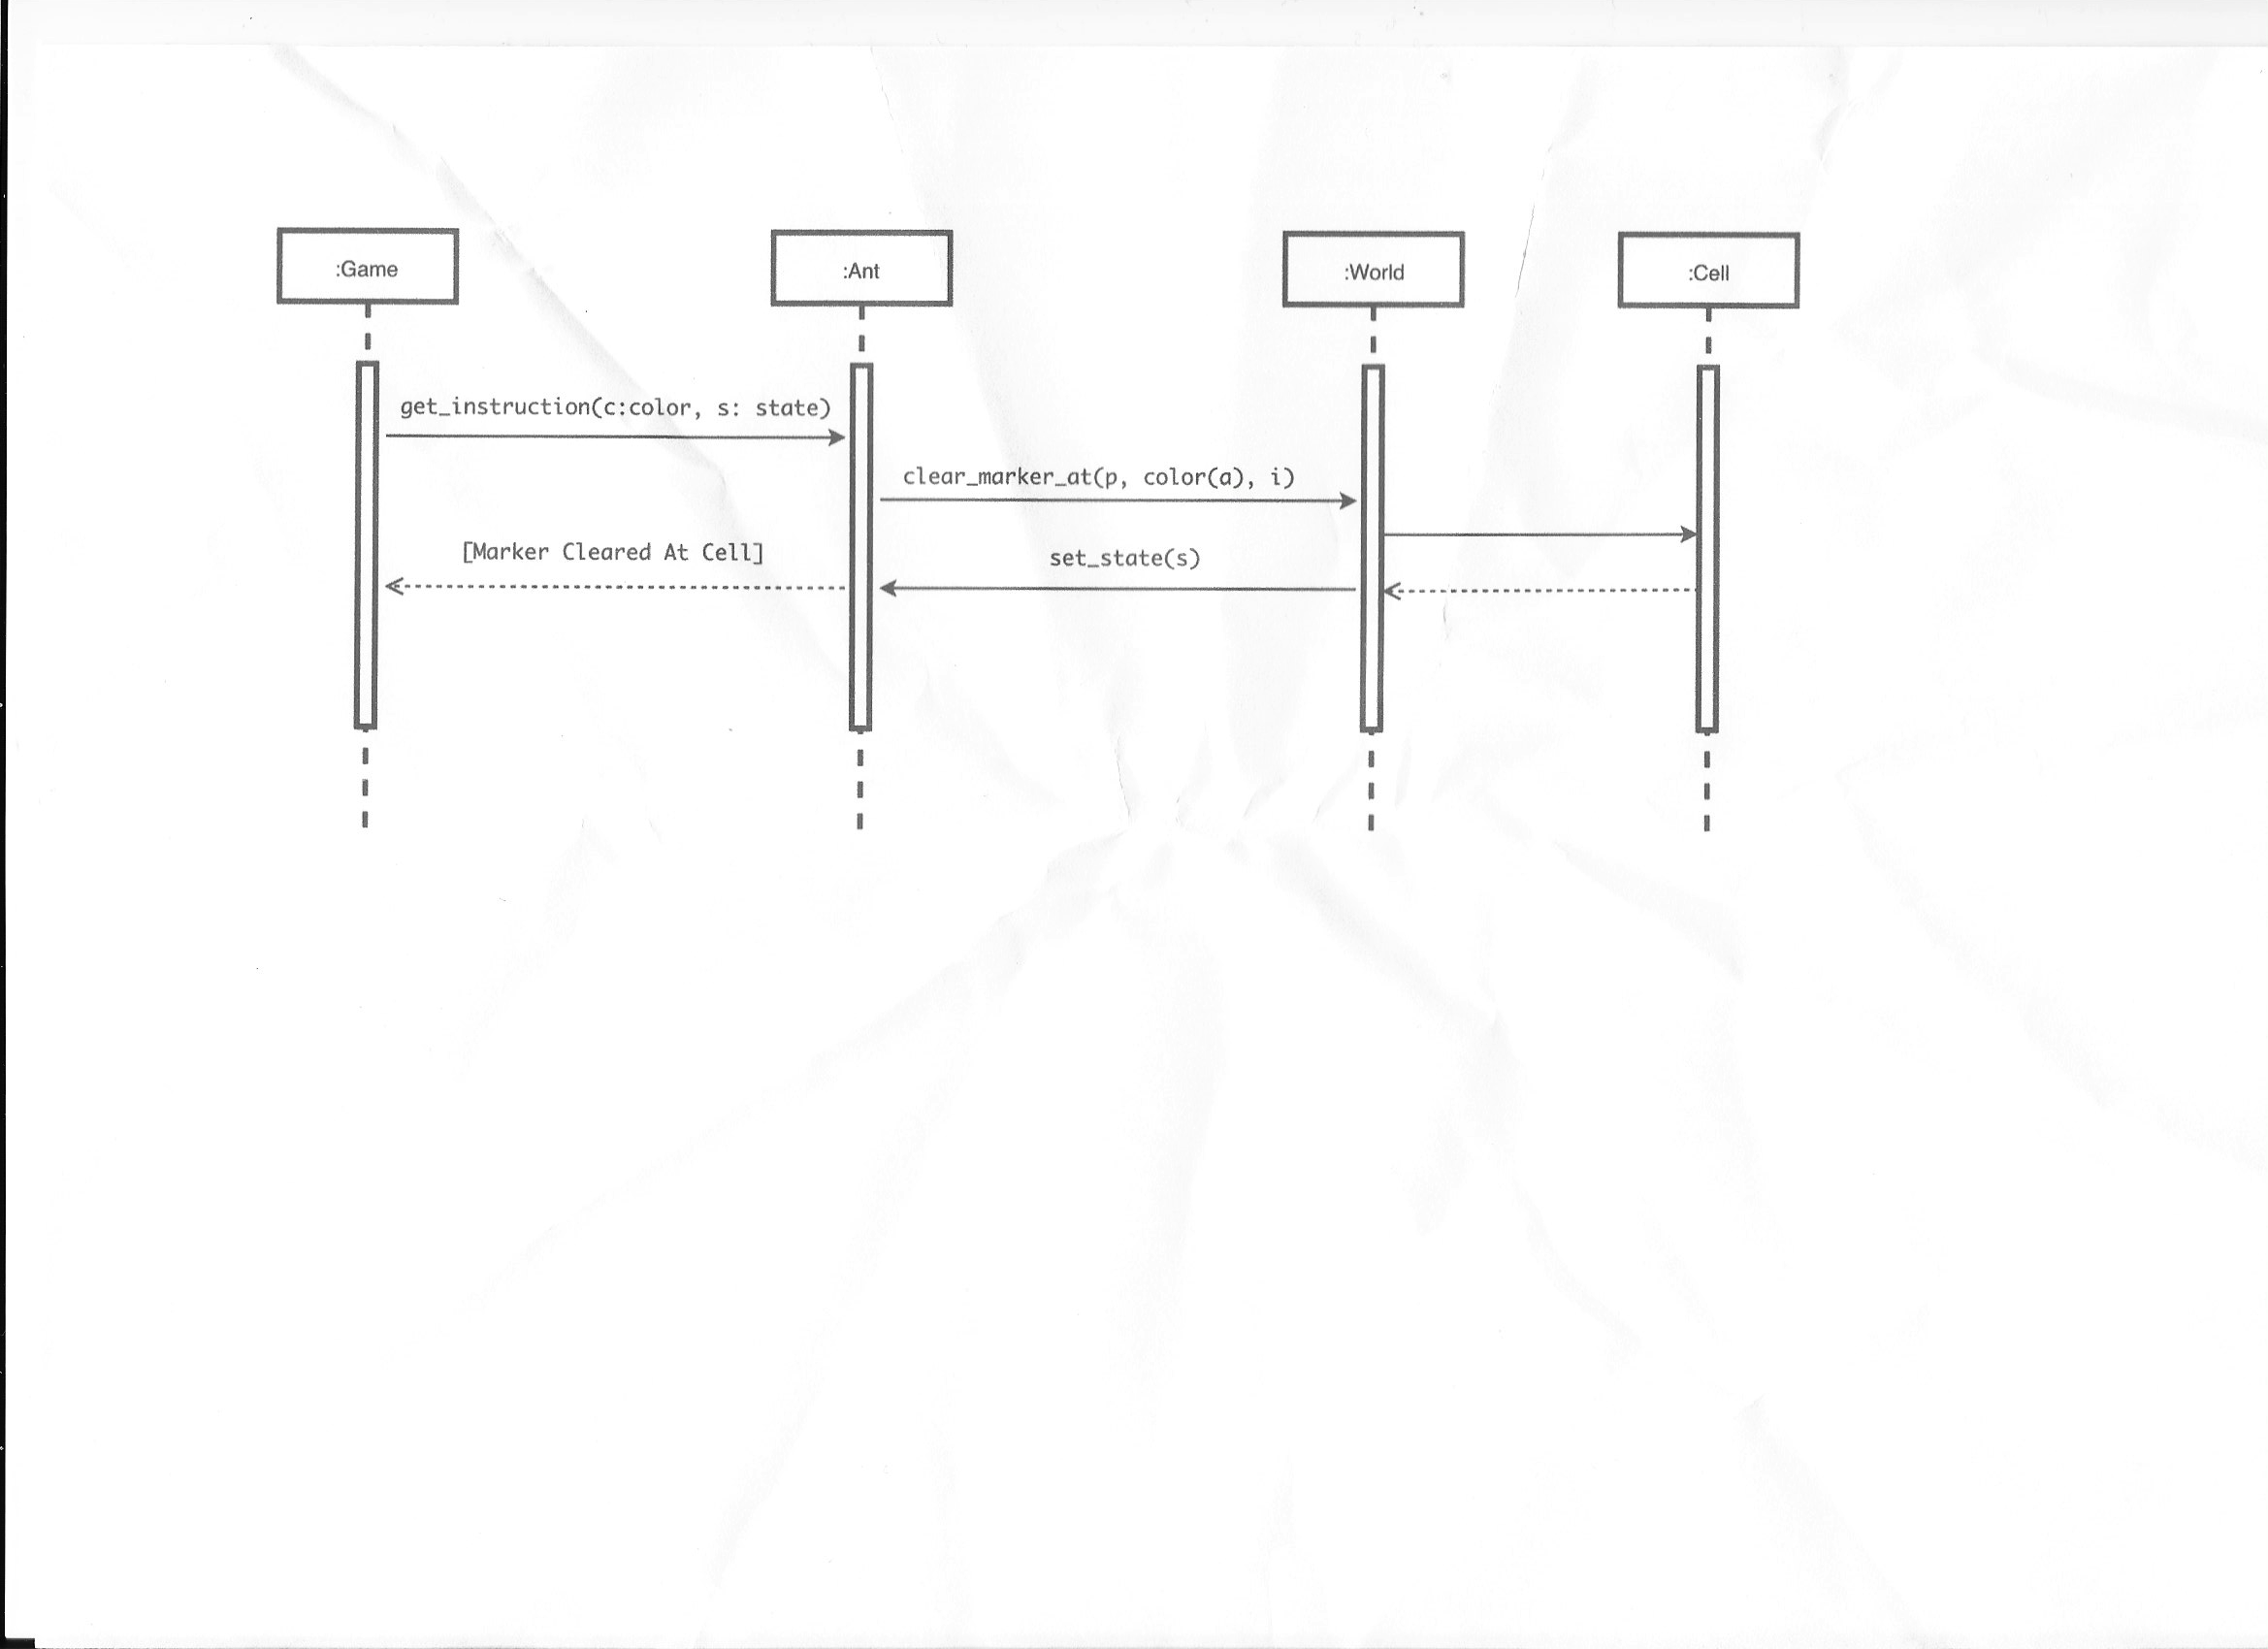 :Game
:Ant
:World
:Cell
get_instruction(c:color, s: state)
clear_marker_at(p, color(a), i)
[Marker Cleared At Cell]
set_state(s)